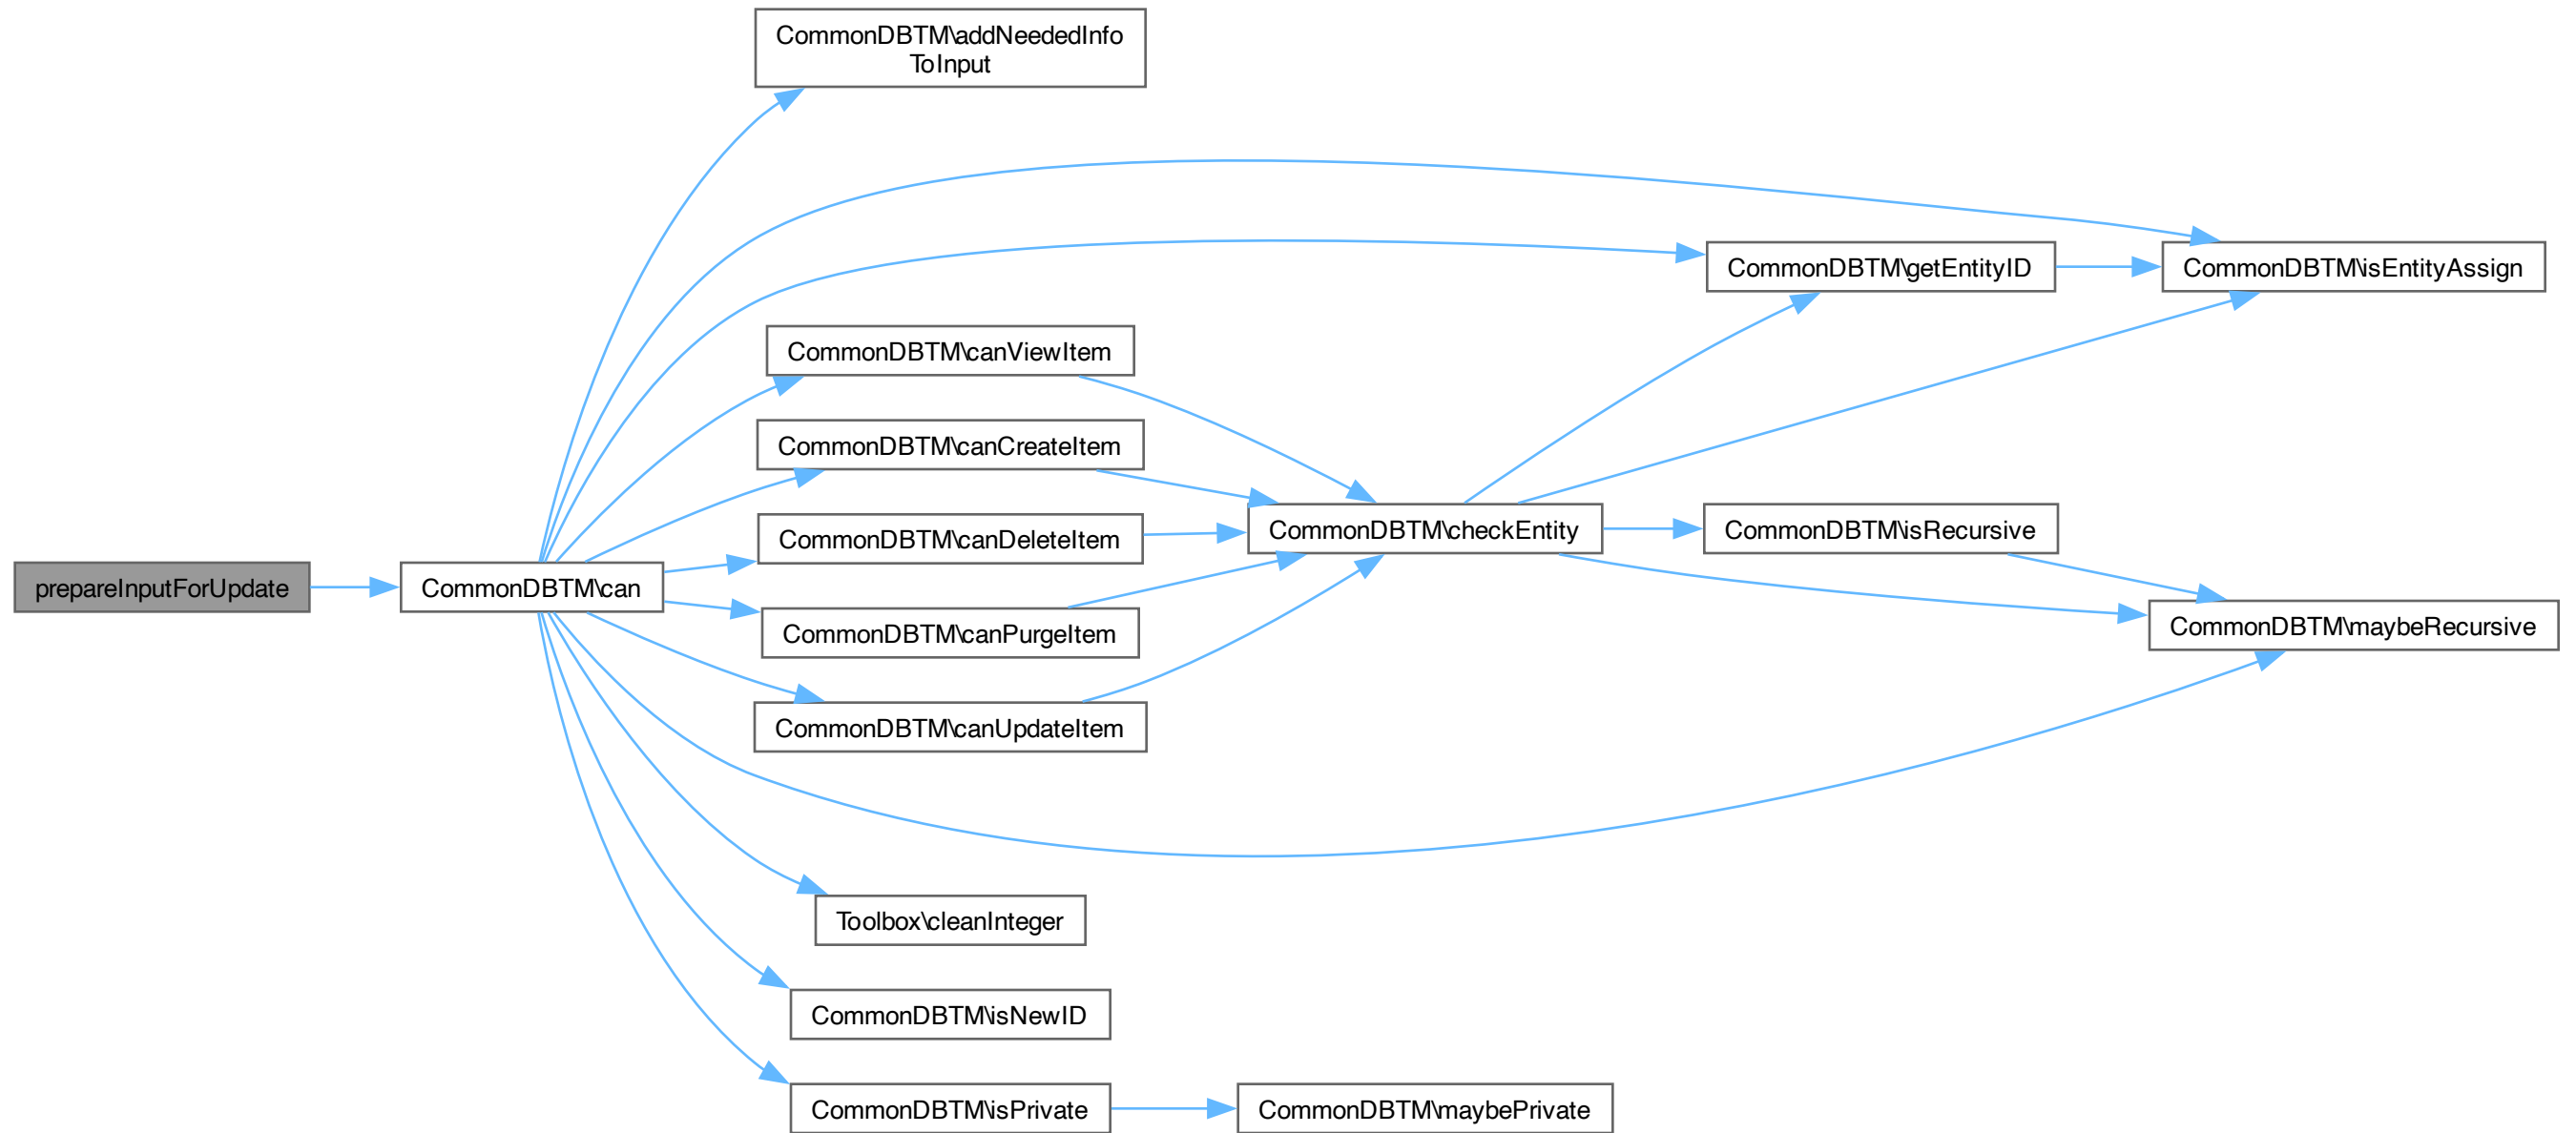 CommonDBTM\addNeededInfo
ToInput
CommonDBTM\getEntityID
CommonDBTM\isEntityAssign
CommonDBTM\canViewItem
CommonDBTM\canCreateItem
CommonDBTM\checkEntity
CommonDBTM\isRecursive
CommonDBTM\canDeleteItem
prepareInputForUpdate
CommonDBTM\can
CommonDBTM\canPurgeItem
CommonDBTM\maybeRecursive
CommonDBTM\canUpdateItem
Toolbox\cleanInteger
CommonDBTM\isNewID
CommonDBTM\isPrivate
CommonDBTM\maybePrivate